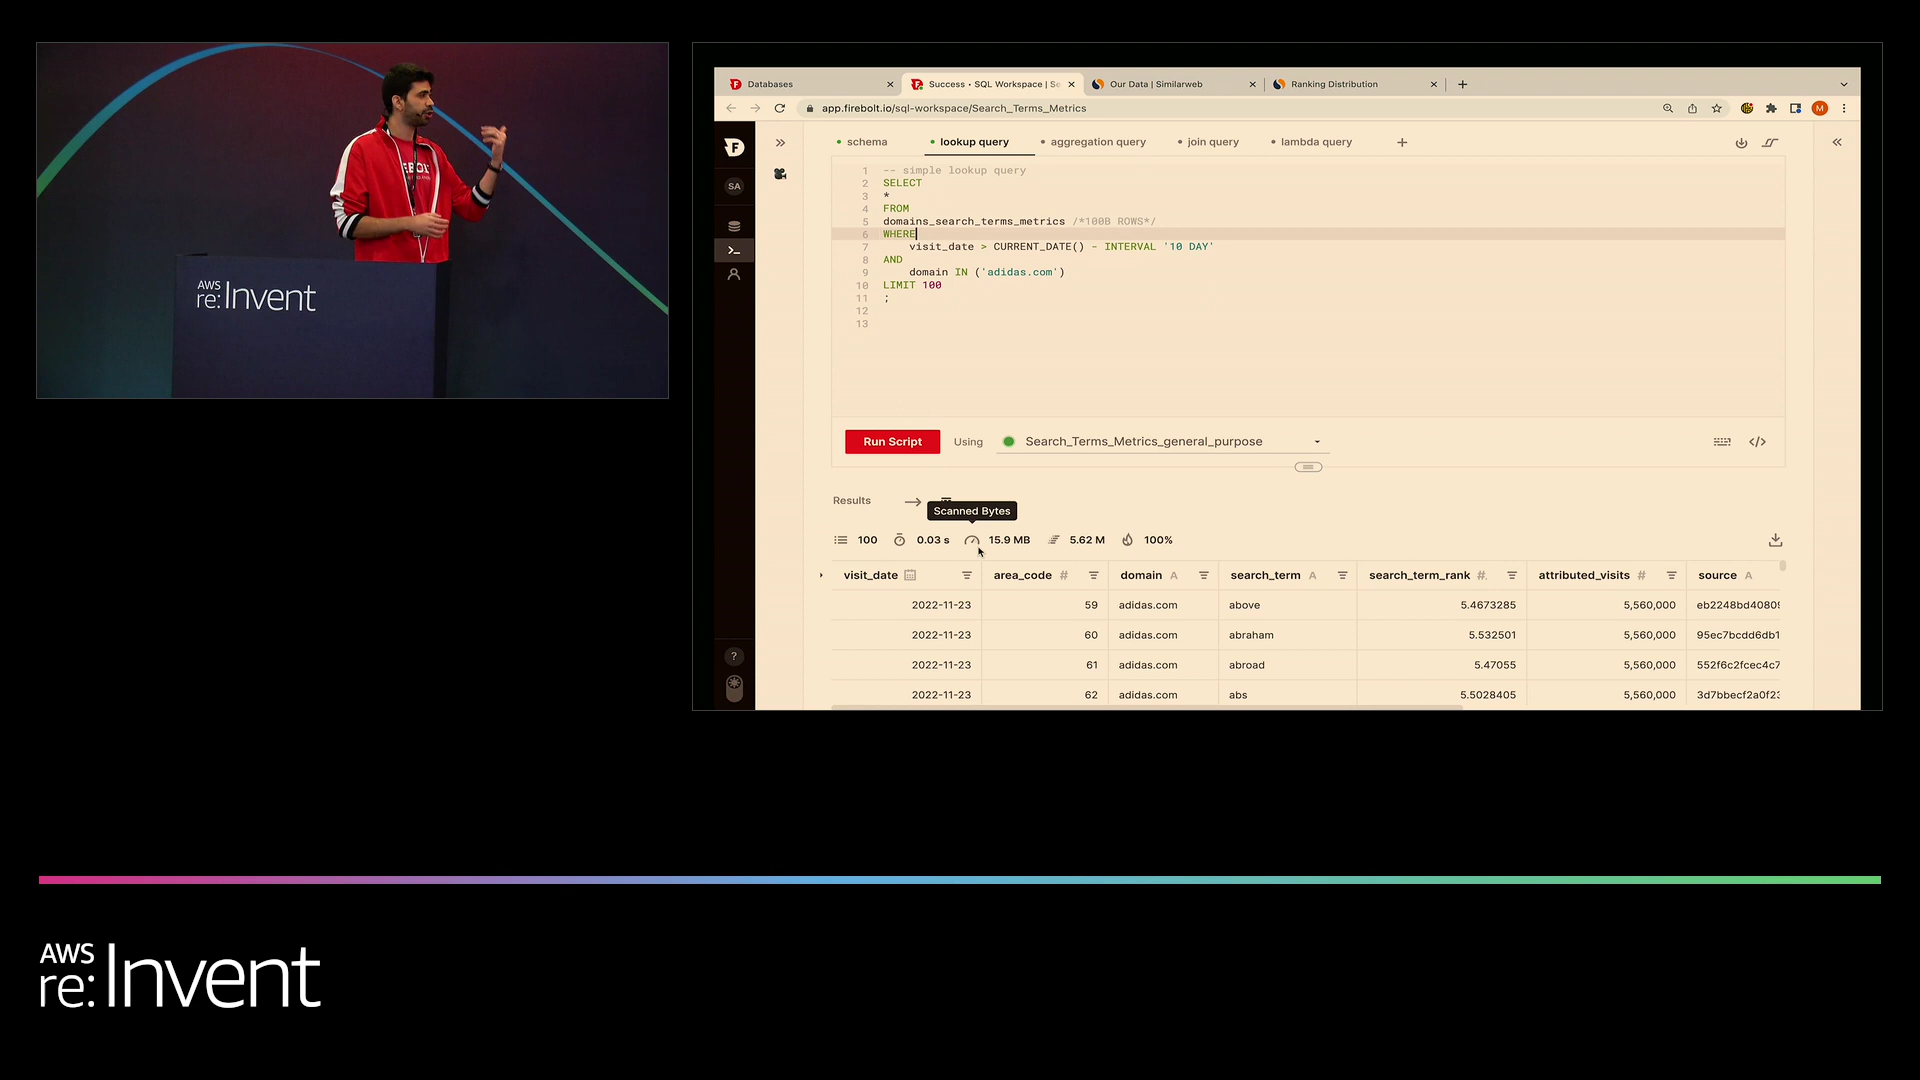 AWS
re:Invent
Databases
Success • SQL Workspace | Se
Our Data | Similarweb
Ranking Distribution
app.firebolt.io/sql-workspace/Search_Terms_Metrics
M
SA
schema
lookup query
aggregation query
join query
lambda query
1 -- simple lookup query
2 SELECT
3 *
4 FROM
5 domains_search_terms_metrics /*100B ROWS*/
6 WHERE
7 visit_date > CURRENT_DATE() - INTERVAL '10 DAY'
8 AND
9 domain IN ('adidas.com')
10 LIMIT 100
11 ;
12
13
Run Script Using Search_Terms_Metrics_general_purpose
Results
Scanned Bytes
100 0.03 s 15.9 MB 5.62 M 100%
visit_date area_code # domain A search_term A search_term_rank #. attributed_visits # source A
2022-11-23 59 adidas.com above 5.4673285 5,560,000 eb2248bd4080
2022-11-23 60 adidas.com abraham 5.532501 5,560,000 95ec7bcdd6db1
2022-11-23 61 adidas.com abroad 5.47055 5,560,000 552f6c2fcec4c7
2022-11-23 62 adidas.com abs 5.5028405 5,560,000 3d7bbecf2a0f23
?
AWS
re:Invent